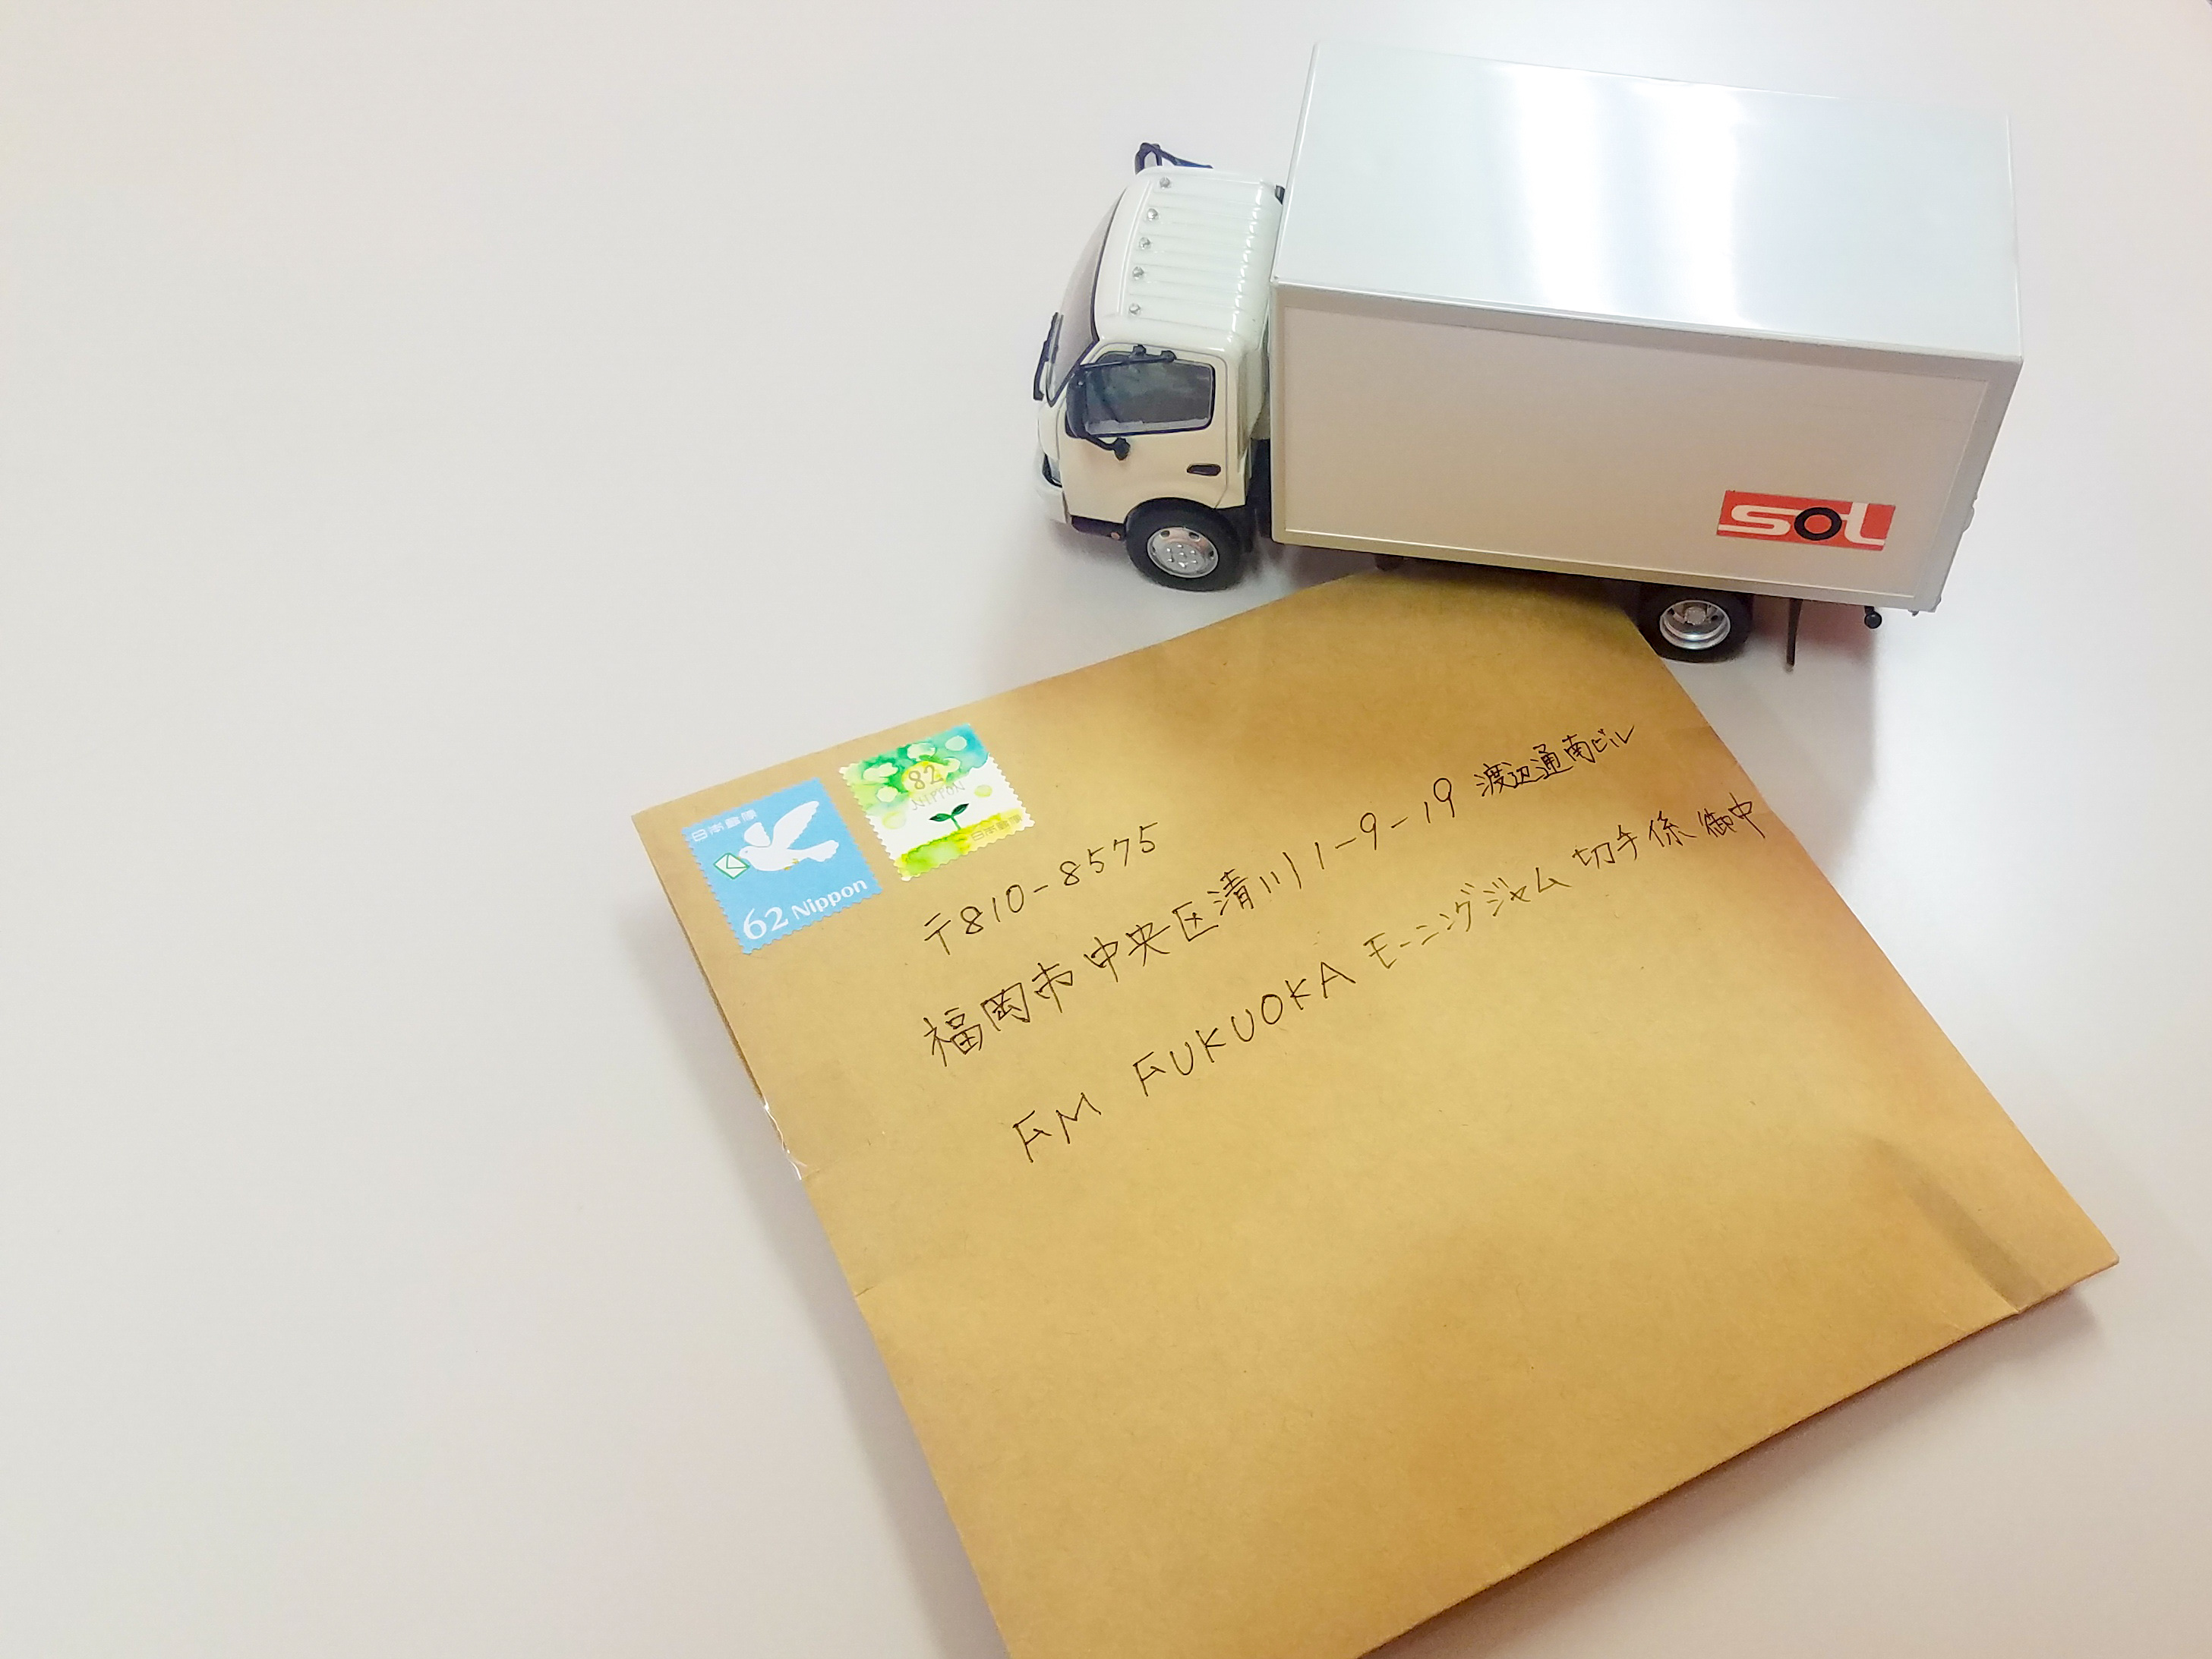 sol
日本郵便
62 Nippon
82
NIPPON
日本郵便
〒810-8575
福岡市中央区清川1-9-19 渡辺通南ビル
FM FUKUOKA モーニングジャム 切手係 御中